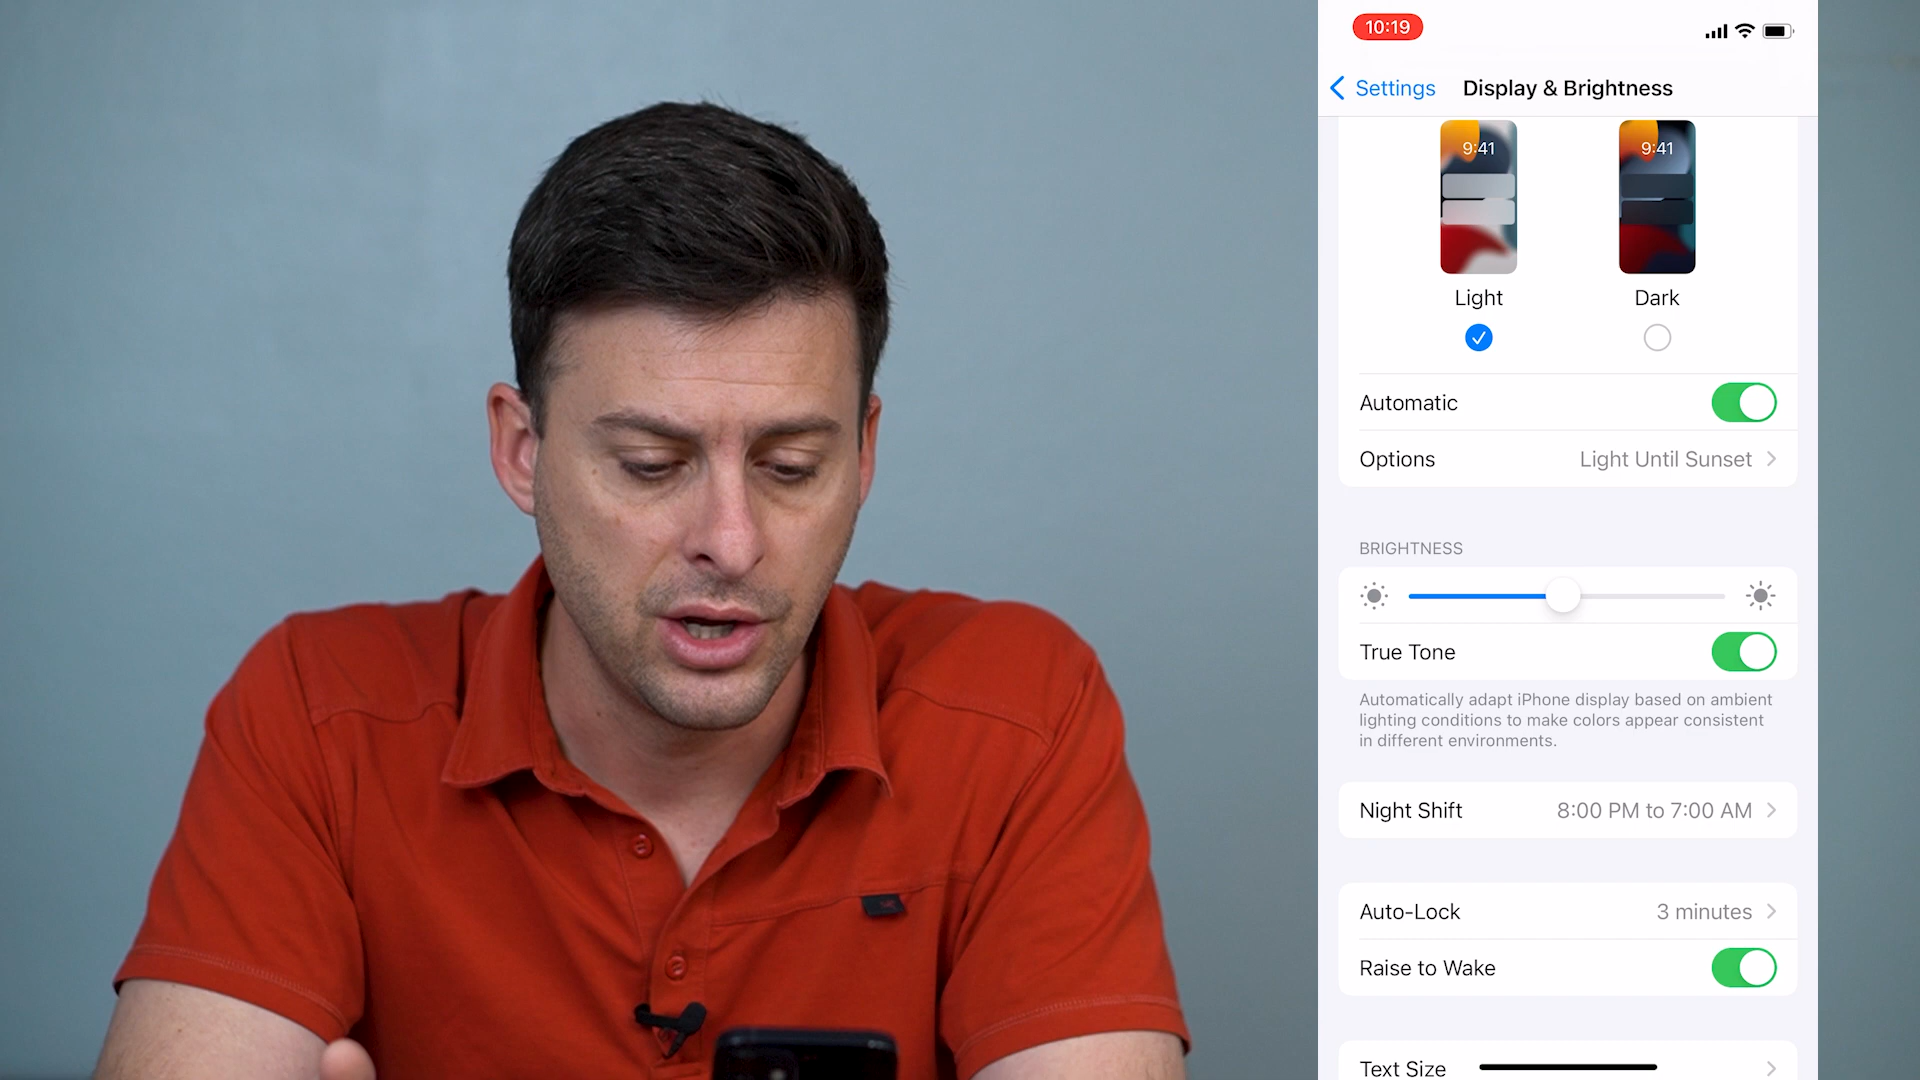 10:19
Settings
Display & Brightness
9:41
9:41
Light
Dark
Automatic
Options
Light Until Sunset
BRIGHTNESS
True Tone
Automatically adapt iPhone display based on ambient
lighting conditions to make colors appear consistent
in different environments.
Night Shift
8:00 PM to 7:00 AM
Auto-Lock
3 minutes
Raise to Wake
Text Size